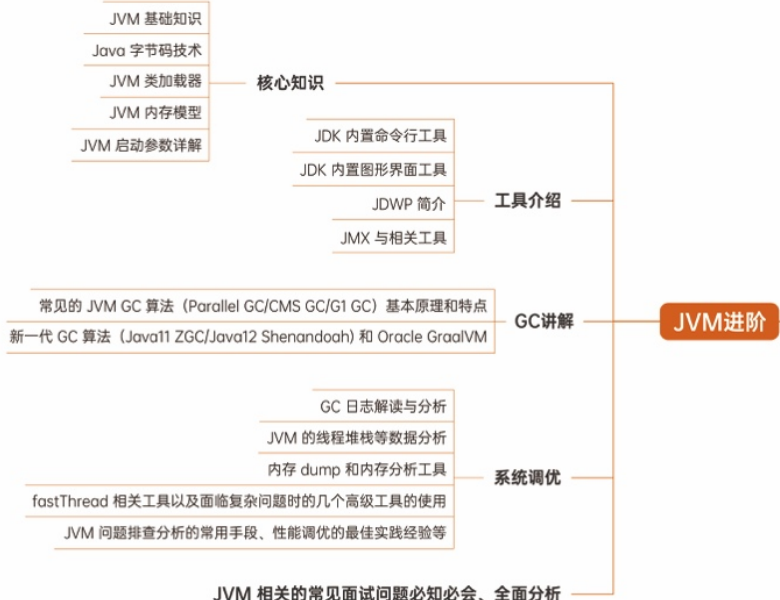 JVM 基础知识
Java 字节码技术
JVM 类加载器
JVM 内存模型
JVM 启动参数详解
核心知识
JDK 内置命令行工具
JDK 内置图形界面工具
JDWP 简介
JMX 与相关工具
工具介绍
常见的 JVM GC 算法（Parallel GC/CMS GC/G1 GC）基本原理和特点
新一代 GC 算法（Java11 ZGC/Java12 Shenandoah) 和 Oracle GraalVM
GC讲解
JVM进阶
GC 日志解读与分析
JVM 的线程堆栈等数据分析
内存 dump 和内存分析工具
fastThread 相关工具以及面临复杂问题时的几个高级工具的使用
JVM 问题排查分析的常用手段、性能调优的最佳实践经验等
系统调优
JVM 相关的常见面试问题必知必会、全面分析